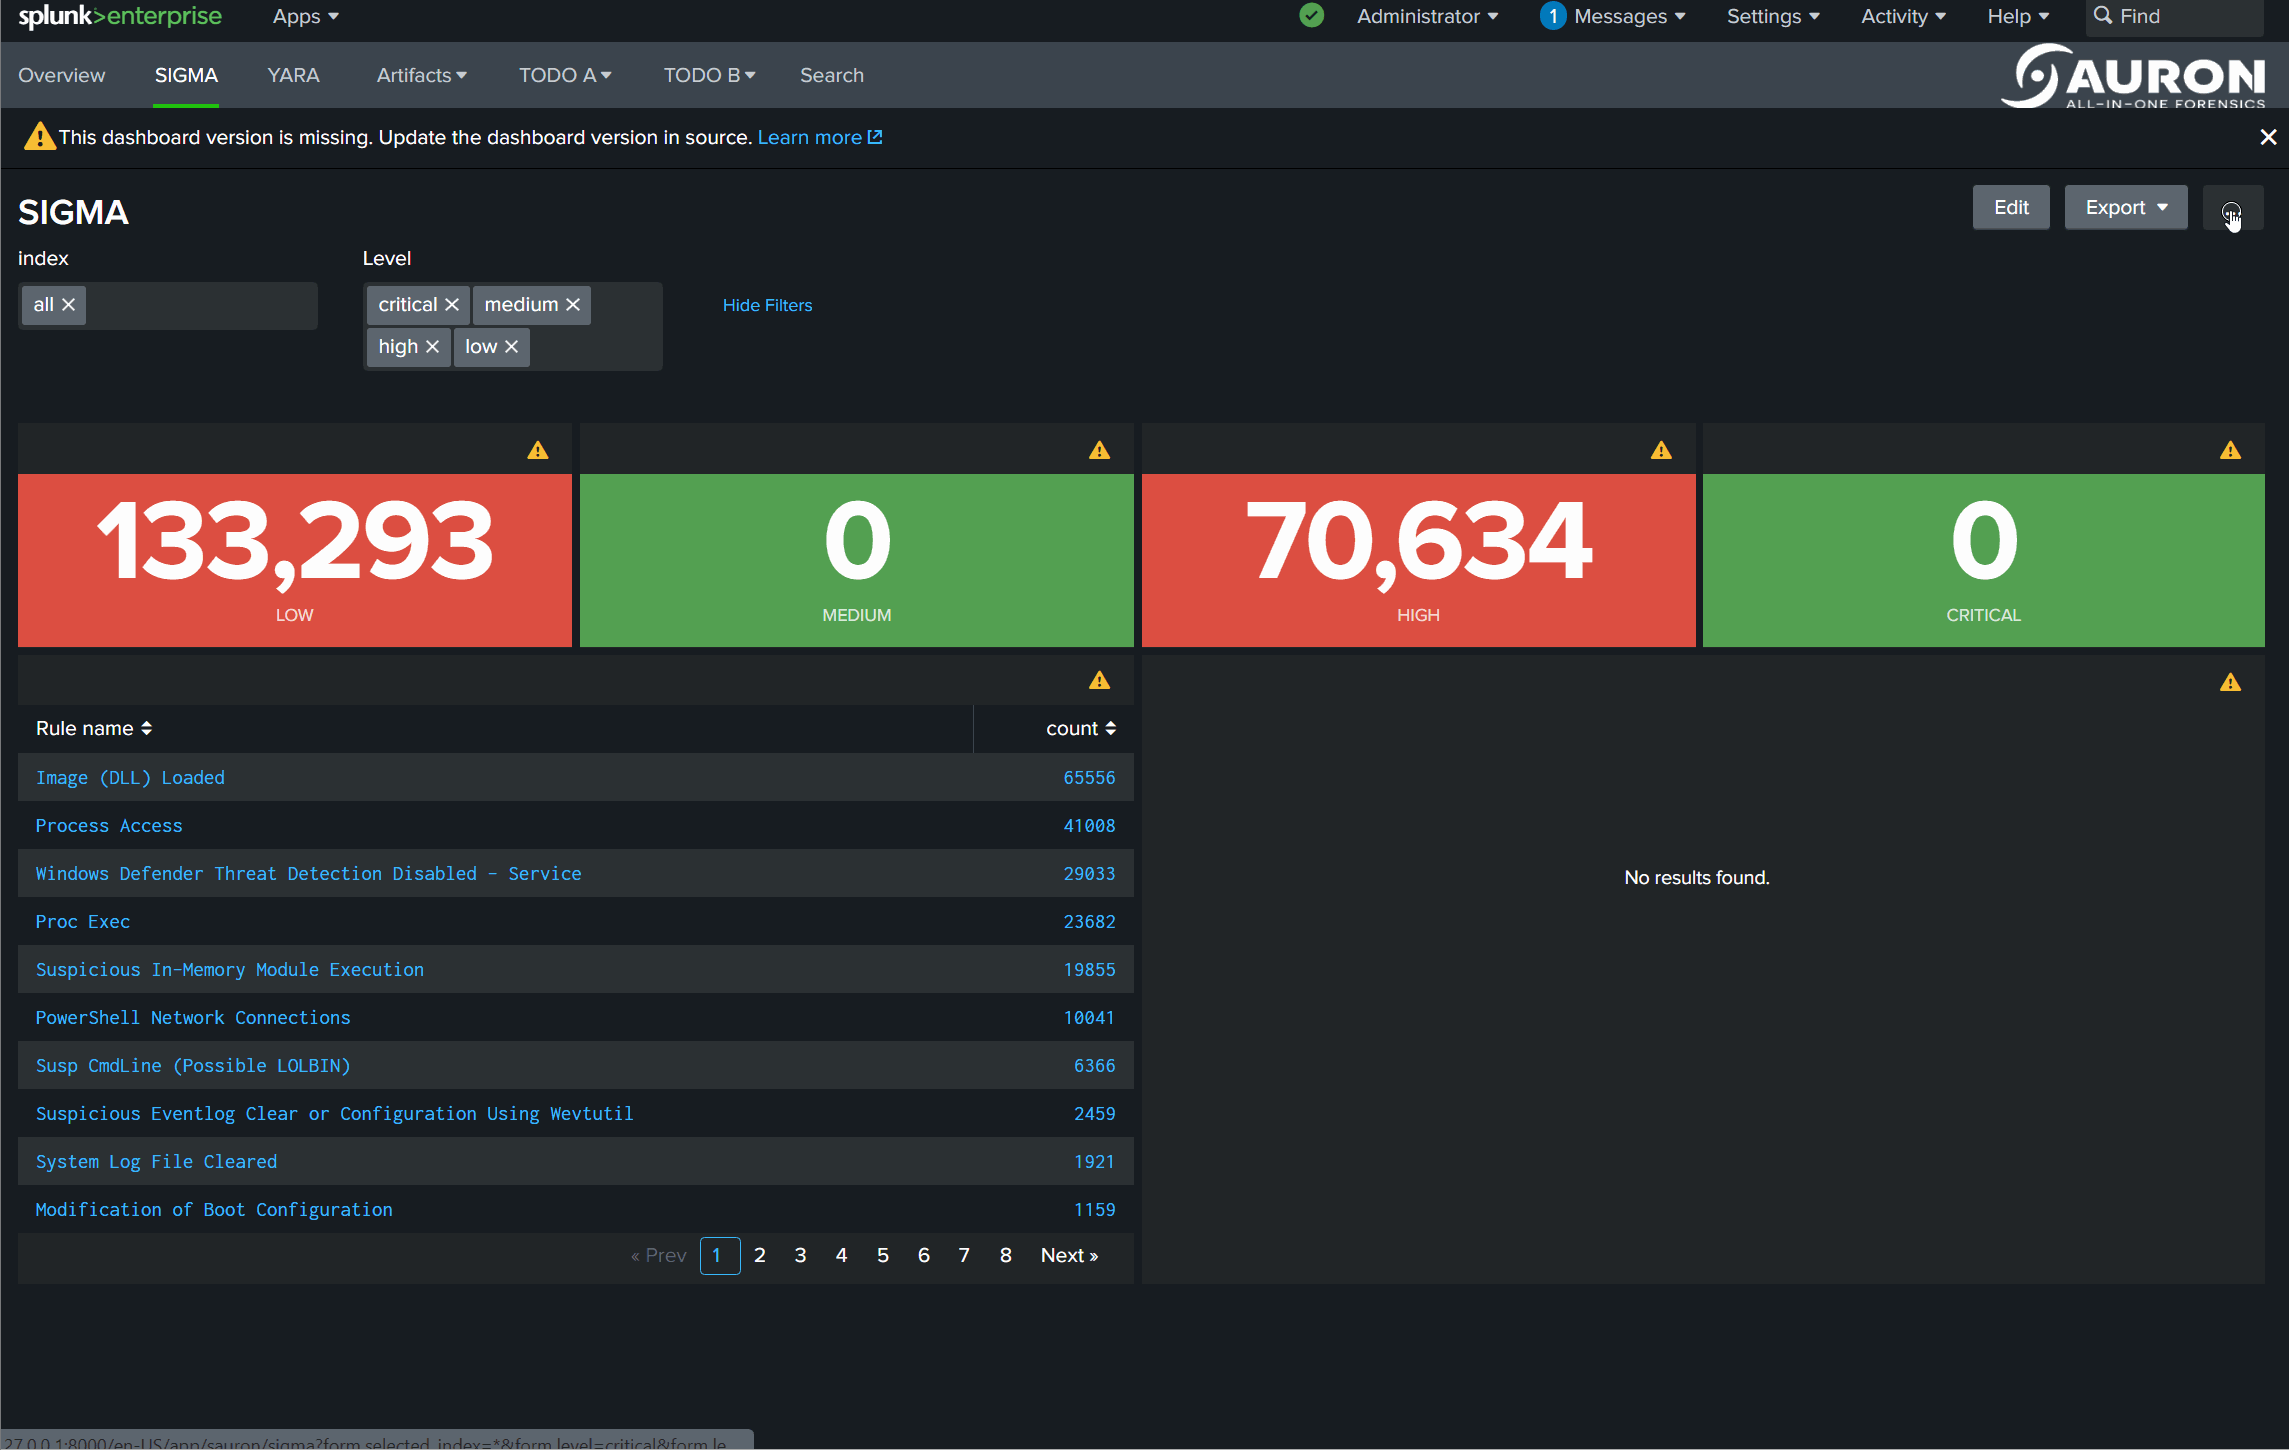 splunk>enterprise Apps Administrator 1 Messages Settings Activity Help Find
Overview SIGMA YARA Artifacts TODO A TODO B Search AURON
ALL-IN-ONE FORENSICS
This dashboard version is missing. Update the dashboard version in source. Learn more
SIGMA
Edit Export
index Level
all critical medium
high low
Hide Filters
133,293 0 70,634 0
LOW MEDIUM HIGH CRITICAL
Rule name count
Image (DLL) Loaded 65556
Process Access 41008
Windows Defender Threat Detection Disabled - Service 29033
Proc Exec 23682
Suspicious In-Memory Module Execution 19855
PowerShell Network Connections 10041
Susp CmdLine (Possible LOLBIN) 6366
Suspicious Eventlog Clear or Configuration Using Wevtutil 2459
System Log File Cleared 1921
Modification of Boot Configuration 1159
« Prev 1 2 3 4 5 6 7 8 Next »
No results found.
27.0.0.1:8000/en-US/app/sauron/sigma?form.selected_index=*&form.level=critical&form.le